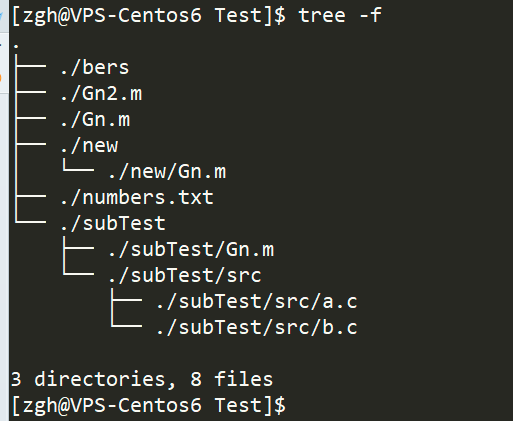 [zgh@VPS-Centos6 Test]$ tree -f
.
├── ./bers
├── ./Gn2.m
├── ./Gn.m
├── ./new
│   └── ./new/Gn.m
├── ./numbers.txt
└── ./subTest
    ├── ./subTest/Gn.m
    └── ./subTest/src
        ├── ./subTest/src/a.c
        └── ./subTest/src/b.c

3 directories, 8 files
[zgh@VPS-Centos6 Test]$